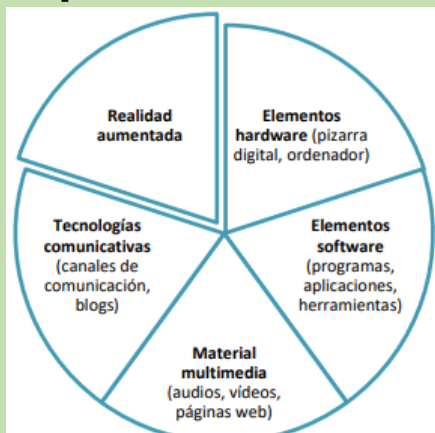 Realidad
aumentada
Elementos
hardware (pizarra
digital, ordenador)
Elementos
software
(programas,
aplicaciones,
herramientas)
Material
multimedia
(audios, vídeos,
páginas web)
Tecnologías
comunicativas
(canales de
comunicación,
blogs)